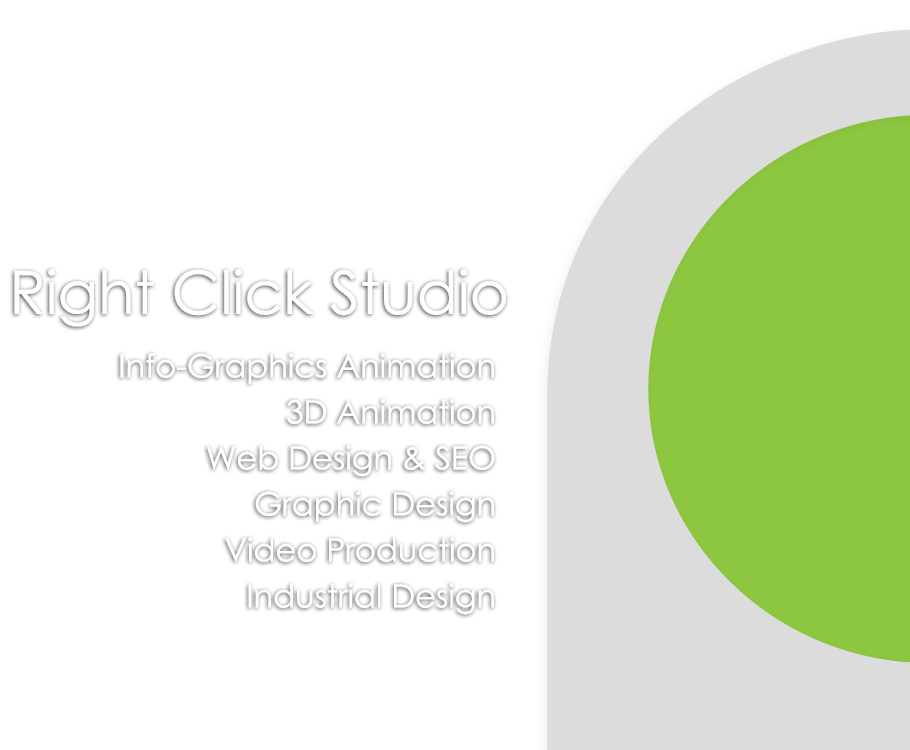 Right Click Studio
Info-Graphics Animation
3D Animation
Web Design & SEO
Graphic Design
Video Production
Industrial Design